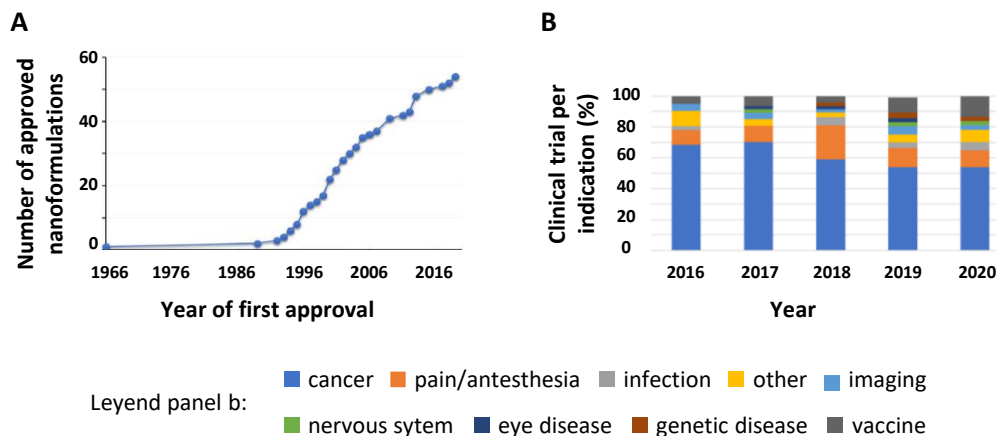 A
Number of approved
nanoformulations
60
40
20
0
1966 1976 1986 1996 2006 2016
Year of first approval
B
Clinical trial per
indication (%)
100
80
60
40
20
0
2016 2017 2018 2019 2020
Year
Leyend panel b:
cancer pain/antesthesia infection other imaging
nervous sytem eye disease genetic disease vaccine